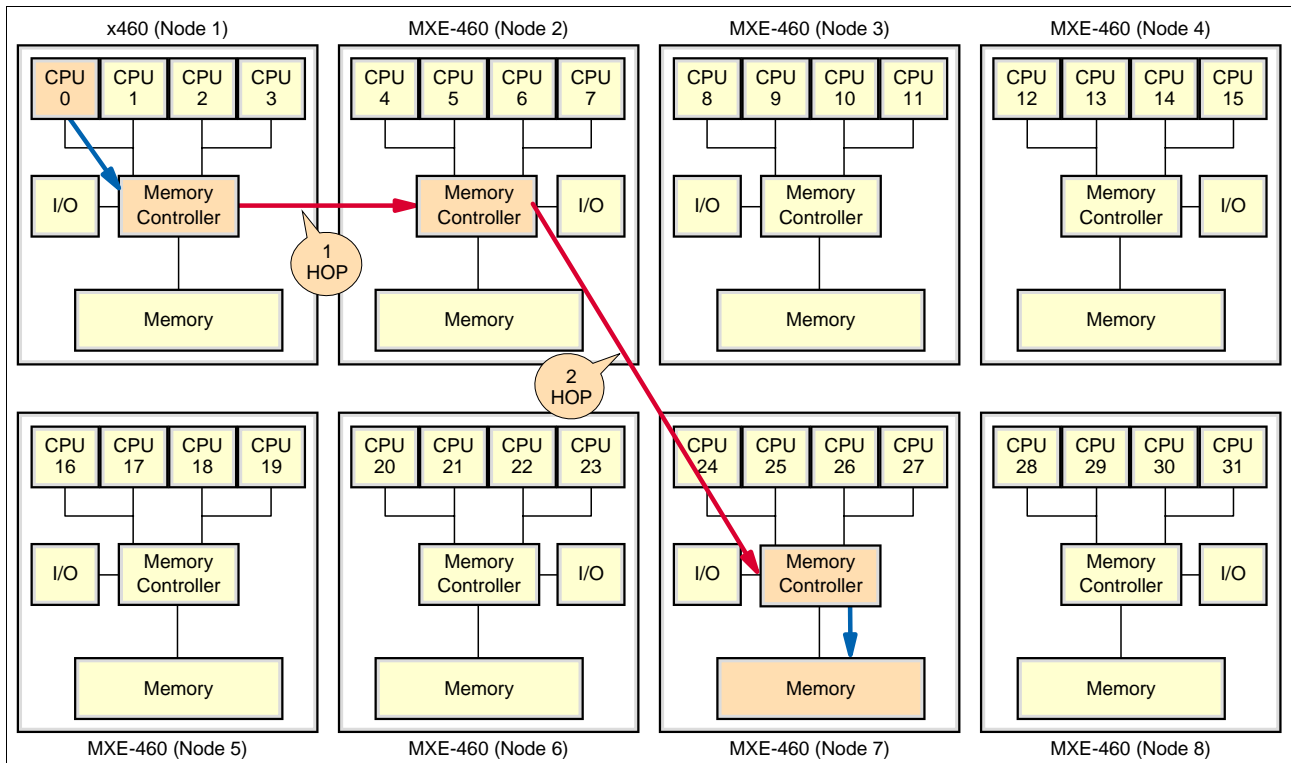 x460 (Node 1)
MXE-460 (Node 2)
MXE-460 (Node 3)
MXE-460 (Node 4)
CPU 0
CPU 1
CPU 2
CPU 3
CPU 4
CPU 5
CPU 6
CPU 7
CPU 8
CPU 9
CPU 10
CPU 11
CPU 12
CPU 13
CPU 14
CPU 15
I/O
Memory
Controller
Memory
Controller
I/O
I/O
Memory
Controller
Memory
Controller
I/O
1
HOP
Memory
Memory
Memory
Memory
2
HOP
CPU 16
CPU 17
CPU 18
CPU 19
CPU 20
CPU 21
CPU 22
CPU 23
CPU 24
CPU 25
CPU 26
CPU 27
CPU 28
CPU 29
CPU 30
CPU 31
I/O
Memory
Controller
Memory
Controller
I/O
I/O
Memory
Controller
Memory
Controller
I/O
Memory
Memory
Memory
Memory
MXE-460 (Node 5)
MXE-460 (Node 6)
MXE-460 (Node 7)
MXE-460 (Node 8)